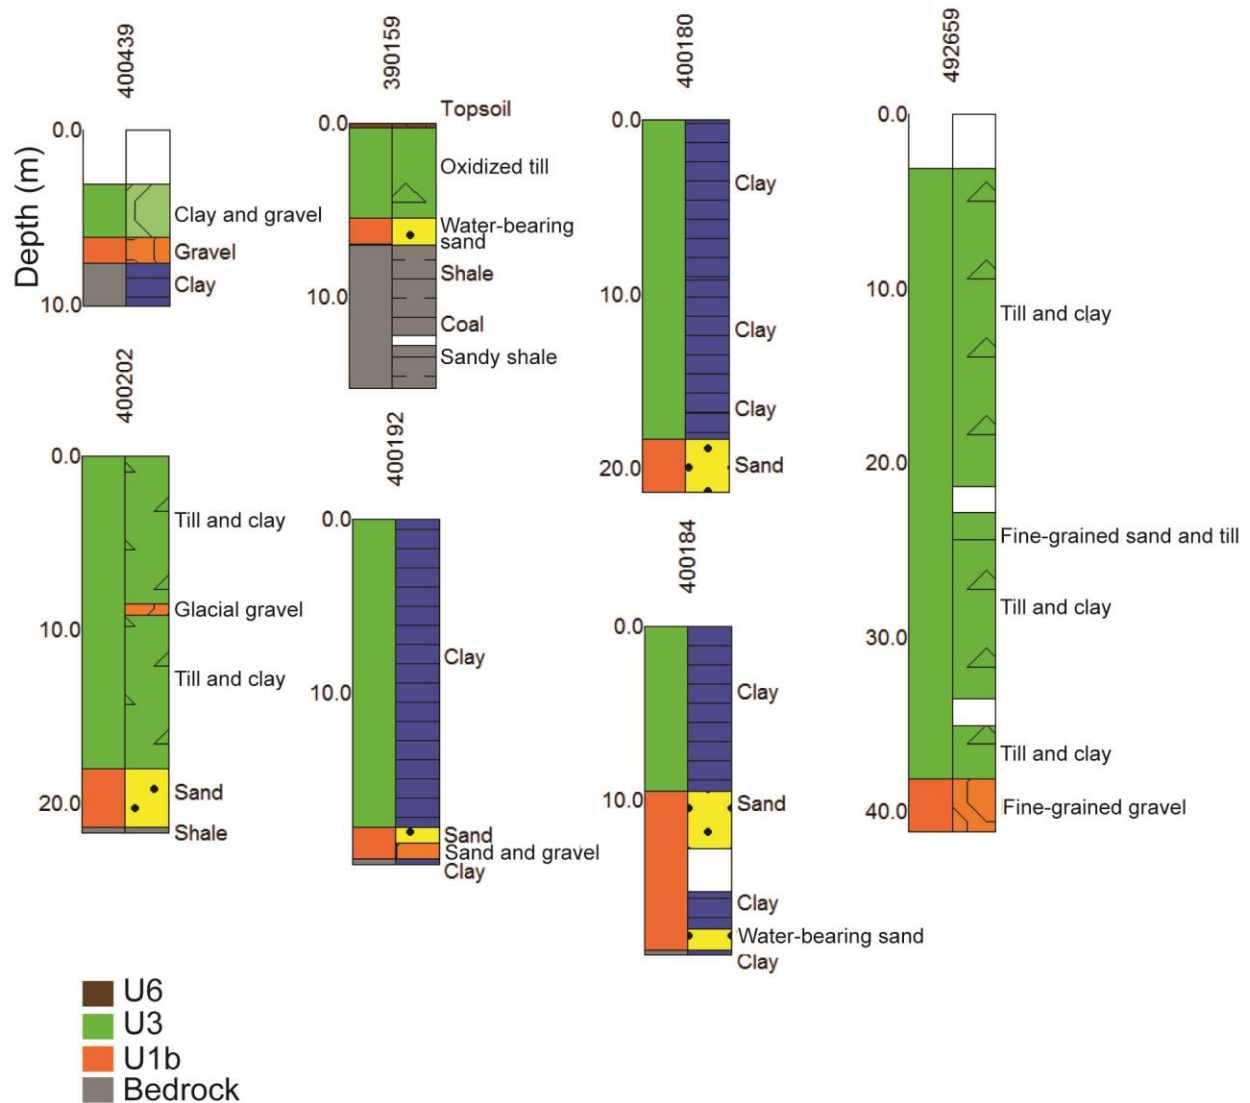 Depth (m)
400439
0.0
Clay and gravel
Gravel
Clay
10.0
390159
0.0
Topsoil
Oxidized till
Water-bearing
sand
Shale
10.0
Coal
Sandy shale
400180
0.0
Clay
10.0
Clay
Clay
20.0
Sand
492659
0.0
10.0
Till and clay
20.0
Fine-grained sand and till
Till and clay
30.0
Till and clay
40.0
Fine-grained gravel
400202
0.0
Till and clay
Glacial gravel
10.0
Till and clay
Sand
20.0
Shale
400192
0.0
Clay
10.0
Sand
Sand and gravel
Clay
400184
0.0
Clay
10.0
Sand
Clay
Water-bearing sand
Clay
U6
U3
U1b
Bedrock